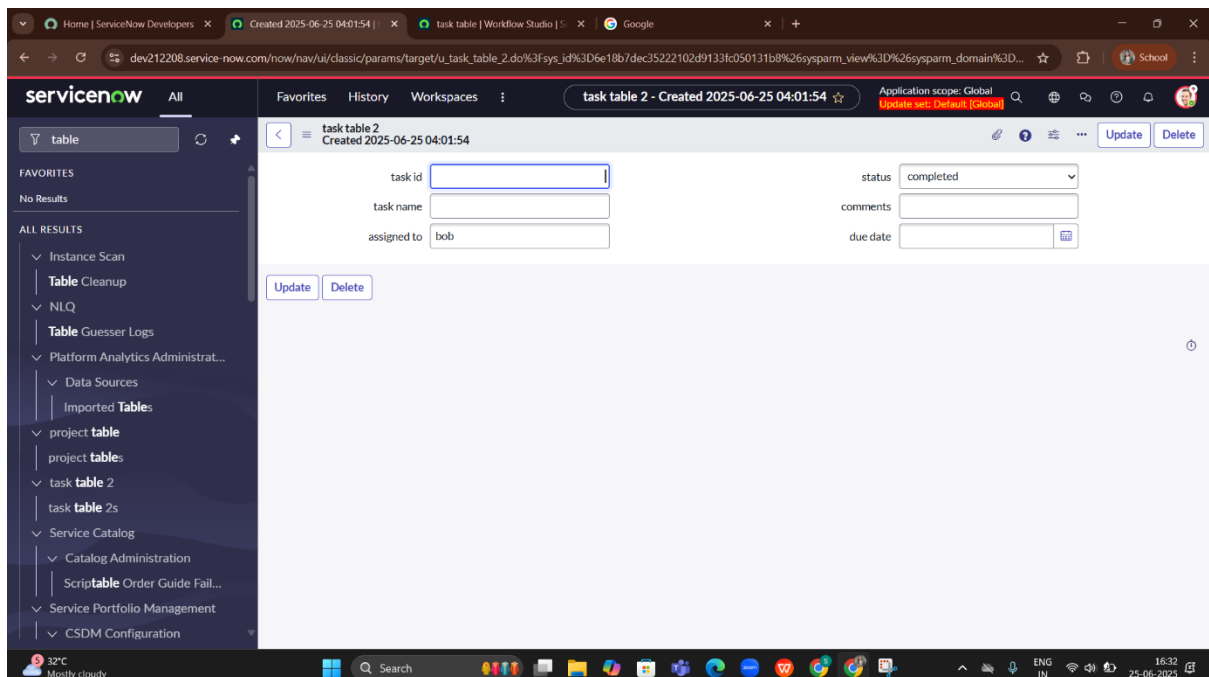 Home | ServiceNow Developers
Created 2025-06-25 04:01:54 |
task table | Workflow Studio | S
Google
dev212208.service-now.com/now/nav/ui/classic/params/target/u_task_table_2.do%3Fsys_id%3D6e18b7dec35222102d9133fc050131b8%26sysparm_view%3D%26sysparm_domain%3D...
School
servicenow
All
Favorites
History
Workspaces
task table 2 - Created 2025-06-25 04:01:54
Application scope: Global
Update set: Default [Global]
table
task table 2
Created 2025-06-25 04:01:54
Update
Delete
FAVORITES
No Results
ALL RESULTS
Instance Scan
Table Cleanup
NLQ
Table Guesser Logs
Platform Analytics Administrat...
Data Sources
Imported Tables
project table
project tables
task table 2
task table 2s
Service Catalog
Catalog Administration
Scriptable Order Guide Fail...
Service Portfolio Management
CSDM Configuration
task id
task name
assigned to bob
status completed
comments
due date
Update
Delete
5
32°C
Mostly cloudy
Search
zoom
ENG
IN
16:32
25-06-2025